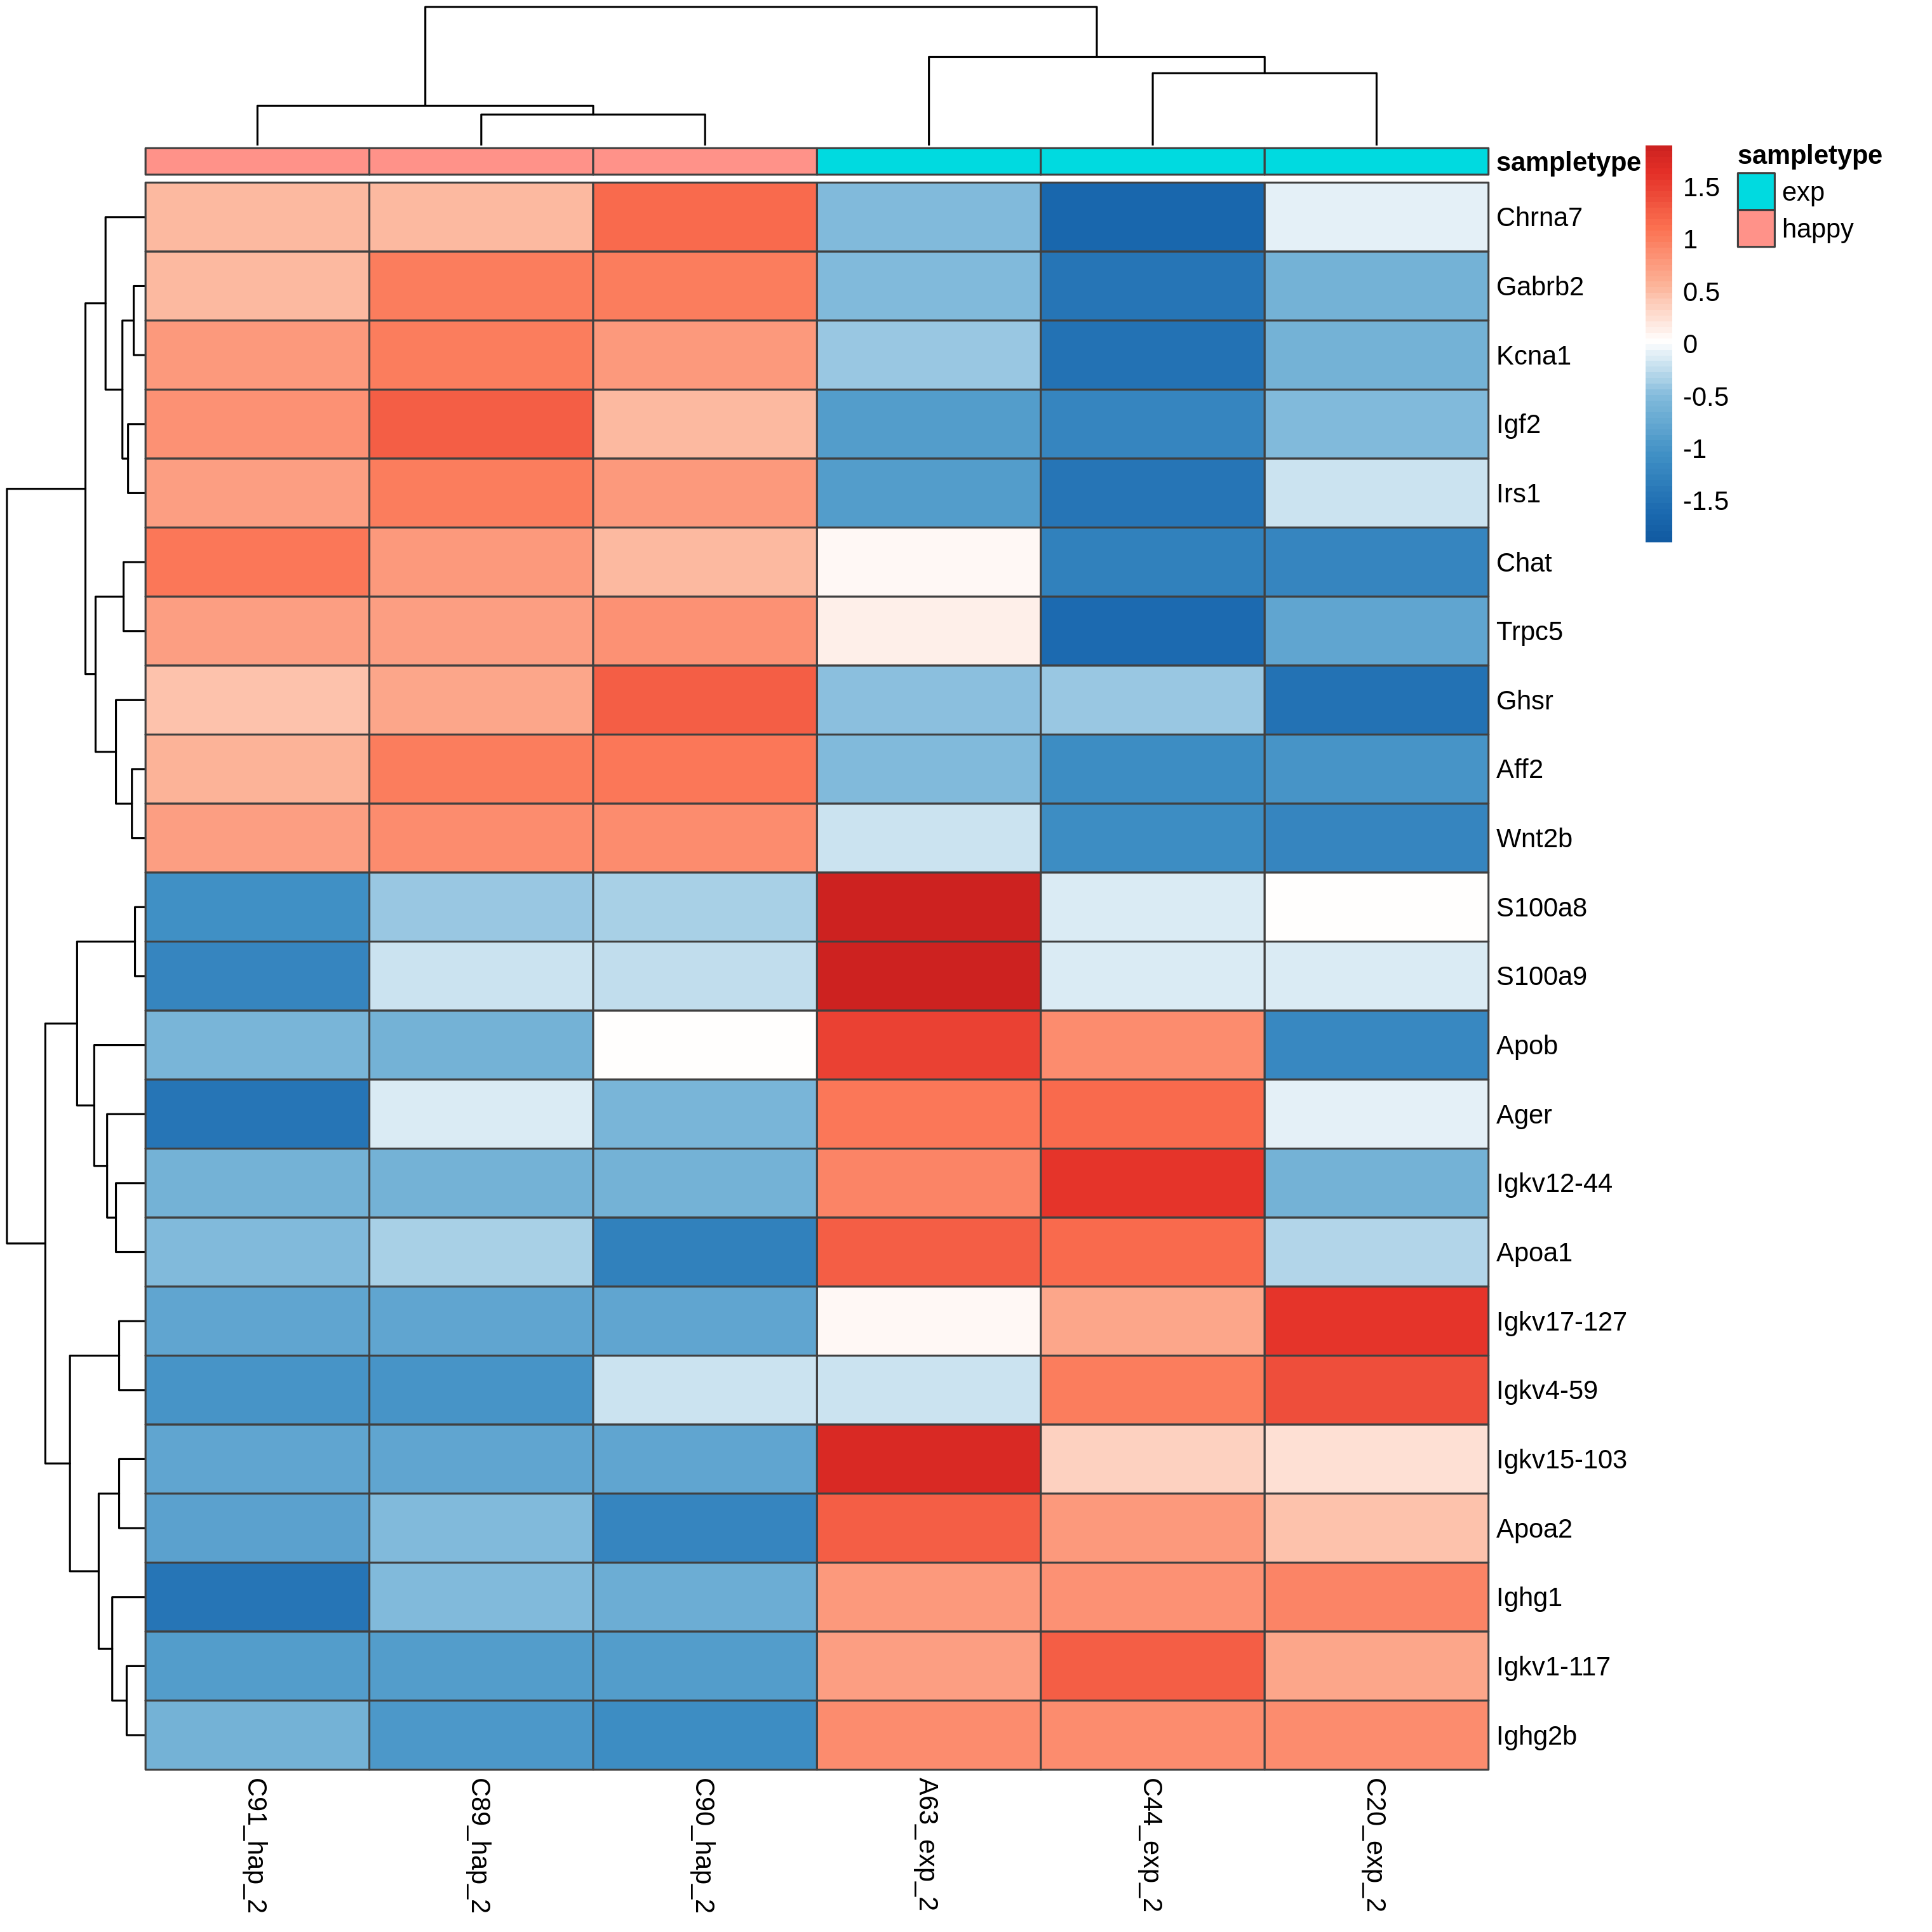 sampletype
Chrna7
Gabrb2
Kcna1
Igf2
Irs1
Chat
Trpc5
Ghsr
Aff2
Wnt2b
S100a8
S100a9
Apob
Ager
Igkv12-44
Apoa1
Igkv17-127
Igkv4-59
Igkv15-103
Apoa2
Ighg1
Igkv1-117
Ighg2b
C91_hap_2
C89_hap_2
C90_hap_2
A63_exp_2
C44_exp_2
C20_exp_2
1.5
1
0.5
0
-0.5
-1
-1.5
sampletype
exp
happy